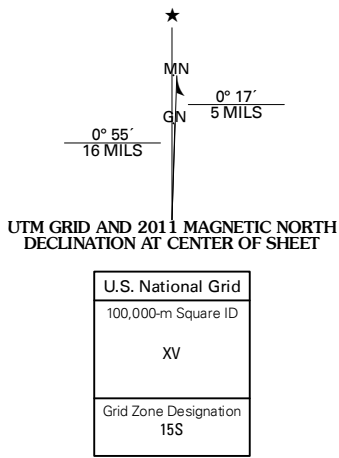 ★
MN
0° 17´
5 MILS
GN
0° 55´
16 MILS
UTM GRID AND 2011 MAGNETIC NORTH
DECLINATION AT CENTER OF SHEET
U.S. National Grid
100,000-m Square ID
XV
Grid Zone Designation
15S